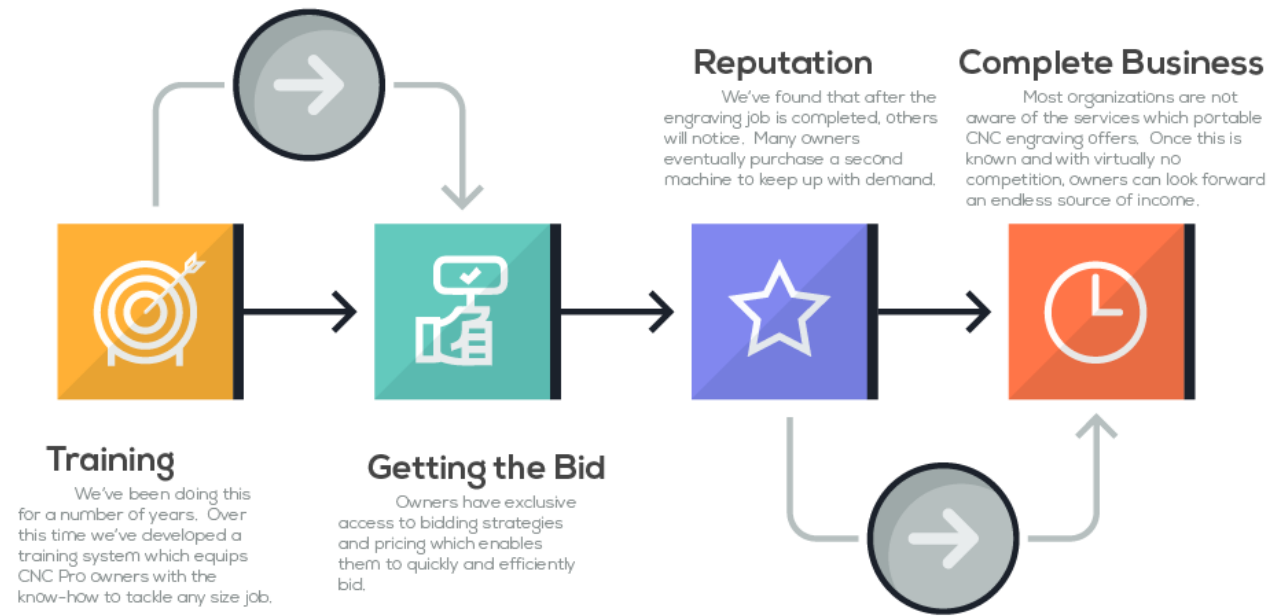 Reputation
We've found that after the
engraving job is completed, others
will notice. Many owners
eventually purchase a second
machine to keep up with demand.
Complete Business
Most organizations are not
aware of the services which portable
CNC engraving offers. Once this is
known and with virtually no
competition, owners can look forward
an endless source of income.
Training
We've been doing this
for a number of years. Over
this time we've developed a
training system which equips
CNC Pro owners with the
know-how to tackle any size job.
Getting the Bid
Owners have exclusive
access to bidding strategies
and pricing which enables
them to quickly and efficiently
bid.